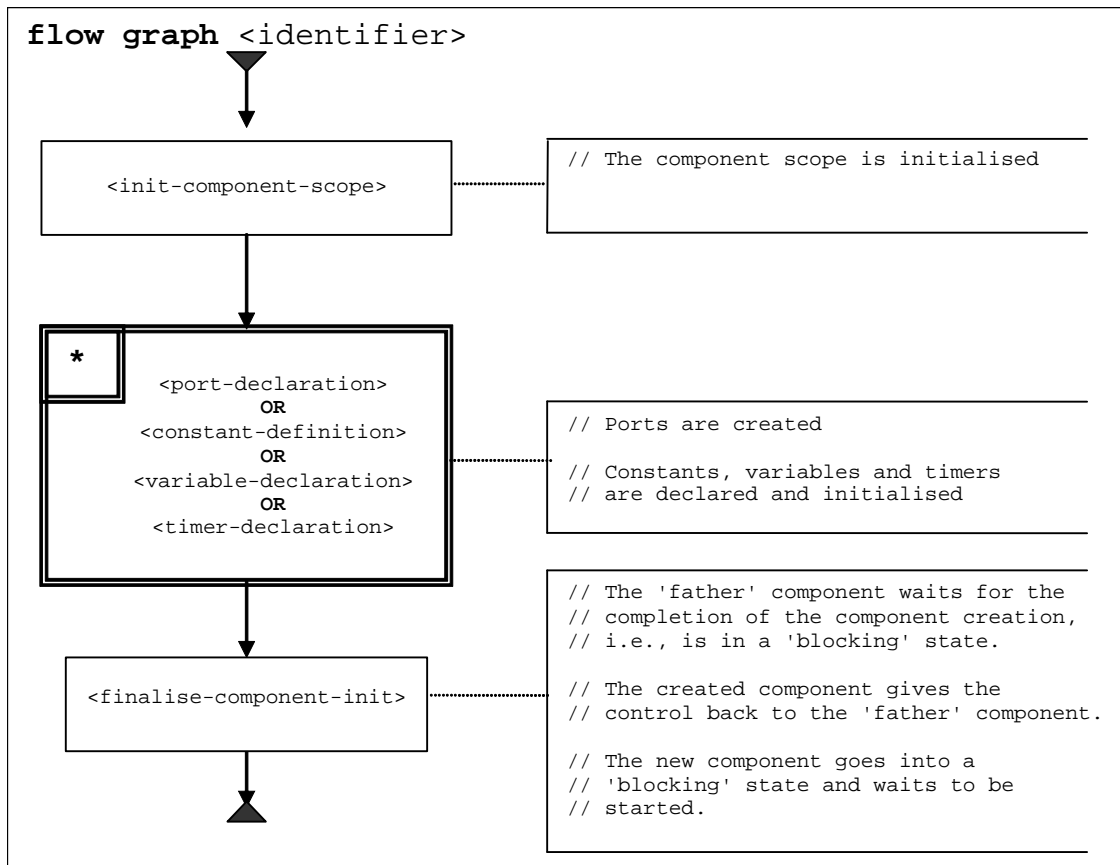 flow graph <identifier>
<init-component-scope>
// The component scope is initialised
*
<port-declaration>
OR
<constant-definition>
OR
<variable-declaration>
OR
<timer-declaration>
// Ports are created
// Constants, variables and timers
// are declared and initialised
<finalise-component-init>
// The 'father' component waits for the
// completion of the component creation,
// i.e., is in a 'blocking' state.
// The created component gives the
// control back to the 'father' component.
// The new component goes into a
// 'blocking' state and waits to be
// started.